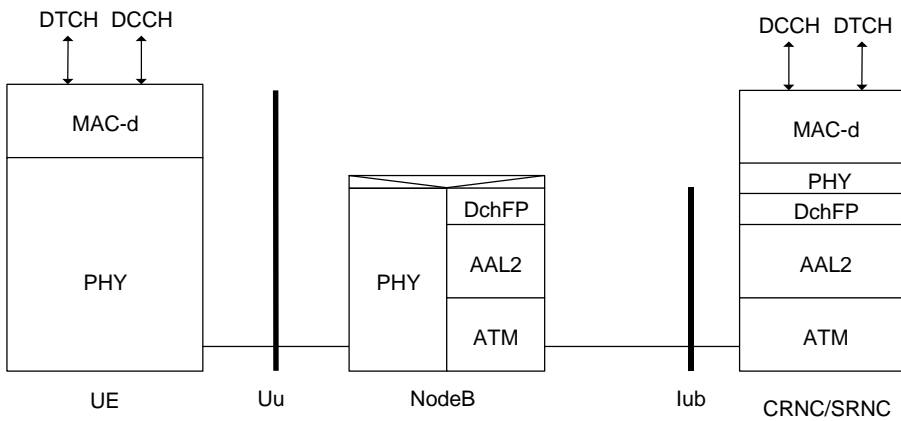 DTCH DCCH
DCCH DTCH
MAC-d
MAC-d
PHY
DchFP
DchFP
PHY
PHY
AAL2
AAL2
ATM
ATM
UE
Uu
NodeB
Iub
CRNC/SRNC